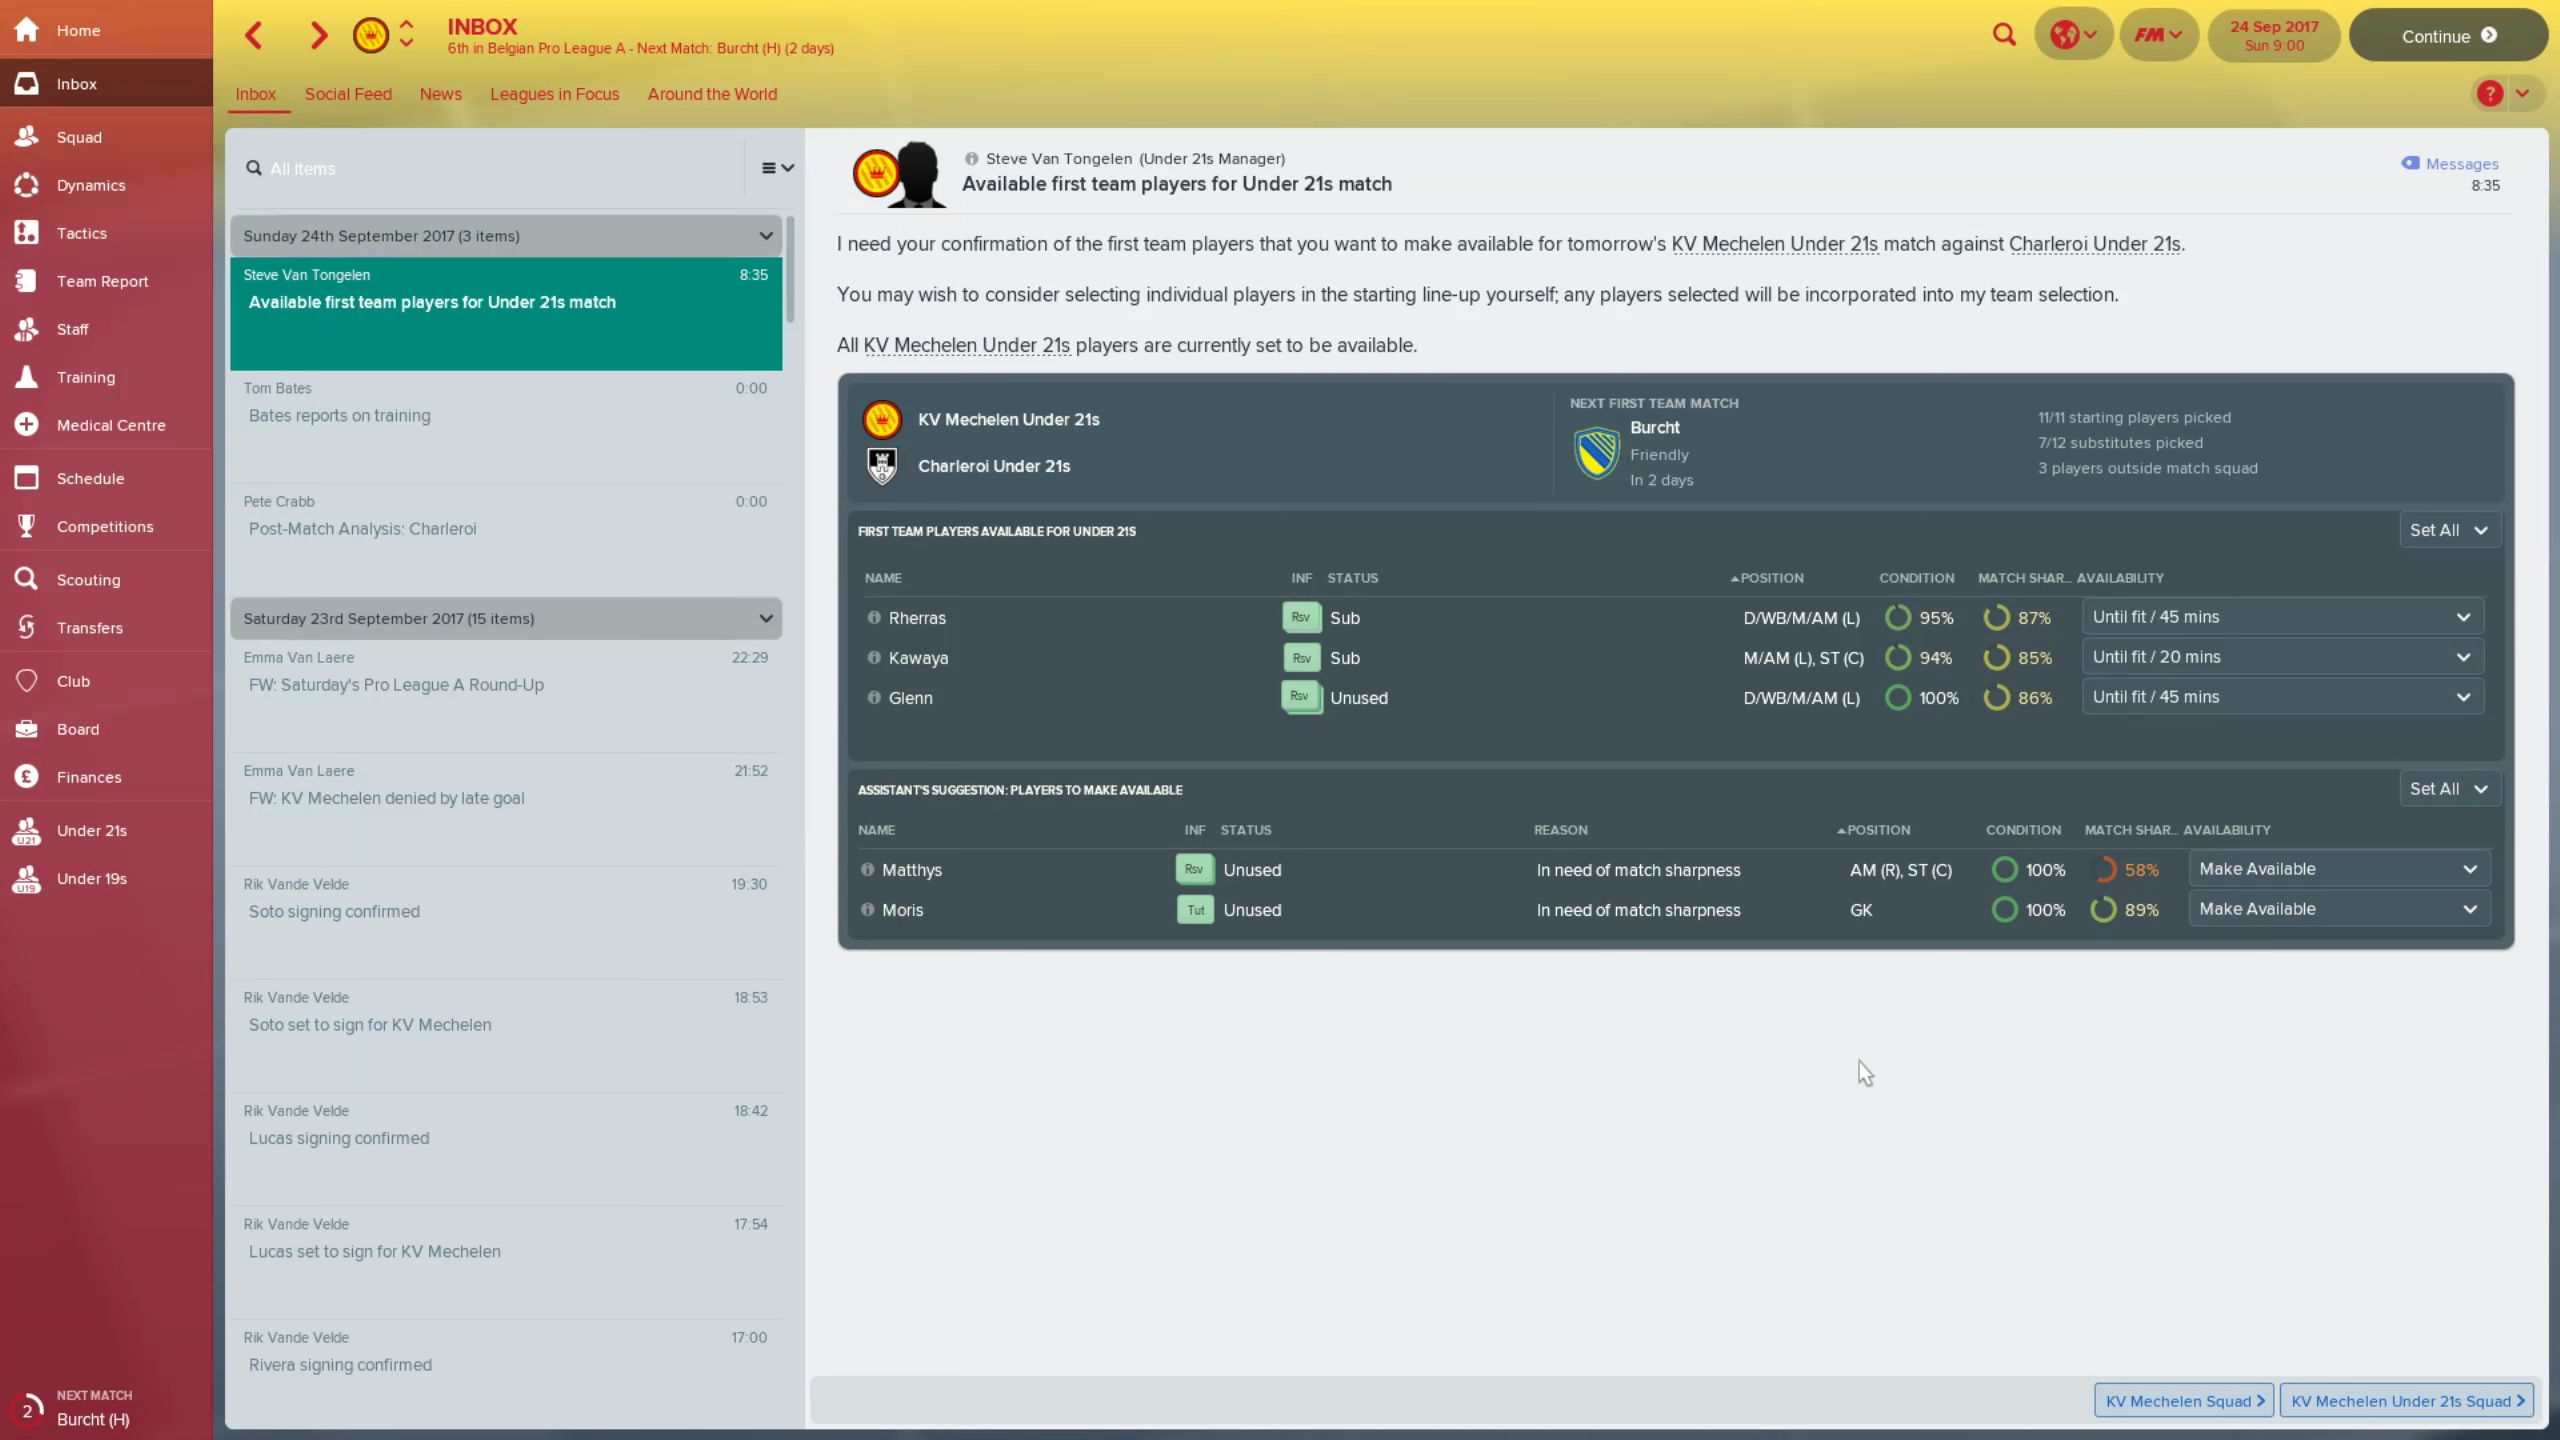 Home
Inbox
Squad
Dynamics
Tactics
Team Report
Staff
Training
Medical Centre
Schedule
Competitions
Scouting
Transfers
Club
Board
Finances
U21
Under 21s
U19
Under 19s
2
NEXT MATCH
Burcht (H)
INBOX
6th in Belgian Pro League A - Next Match: Burcht (H) (2 days)
FM
24 Sep 2017
Sun 9:00
Continue
Inbox Social Feed News Leagues in Focus Around the World
?
All Items
Sunday 24th September 2017 (3 items)
Steve Van Tongelen 8:35
Available first team players for Under 21s match
Tom Bates 0:00
Bates reports on training
Pete Crabb 0:00
Post-Match Analysis: Charleroi
Saturday 23rd September 2017 (15 items)
Emma Van Laere 22:29
FW: Saturday's Pro League A Round-Up
Emma Van Laere 21:52
FW: KV Mechelen denied by late goal
Rik Vande Velde 19:30
Soto signing confirmed
Rik Vande Velde 18:53
Soto set to sign for KV Mechelen
Rik Vande Velde 18:42
Lucas signing confirmed
Rik Vande Velde 17:54
Lucas set to sign for KV Mechelen
Rik Vande Velde 17:00
Rivera signing confirmed
Steve Van Tongelen (Under 21s Manager)
Available first team players for Under 21s match
Messages
8:35
I need your confirmation of the first team players that you want to make available for tomorrow's KV Mechelen Under 21s match against Charleroi Under 21s.
You may wish to consider selecting individual players in the starting line-up yourself; any players selected will be incorporated into my team selection.
All KV Mechelen Under 21s players are currently set to be available.
KV Mechelen Under 21s
Charleroi Under 21s
NEXT FIRST TEAM MATCH
Burcht
Friendly
In 2 days
11/11 starting players picked
7/12 substitutes picked
3 players outside match squad
FIRST TEAM PLAYERS AVAILABLE FOR UNDER 21S Set All
NAME INF STATUS POSITION CONDITION MATCH SHAR... AVAILABILITY
Rherras Rsv Sub D/WB/M/AM (L) 95% 87% Until fit / 45 mins
Kawaya Rsv Sub M/AM (L), ST (C) 94% 85% Until fit / 20 mins
Glenn Rsv Unused D/WB/M/AM (L) 100% 86% Until fit / 45 mins
ASSISTANT'S SUGGESTION: PLAYERS TO MAKE AVAILABLE Set All
NAME INF STATUS REASON POSITION CONDITION MATCH SHAR... AVAILABILITY
Matthys Rsv Unused In need of match sharpness AM (R), ST (C) 100% 58% Make Available
Moris Tut Unused In need of match sharpness GK 100% 89% Make Available
KV Mechelen Squad KV Mechelen Under 21s Squad